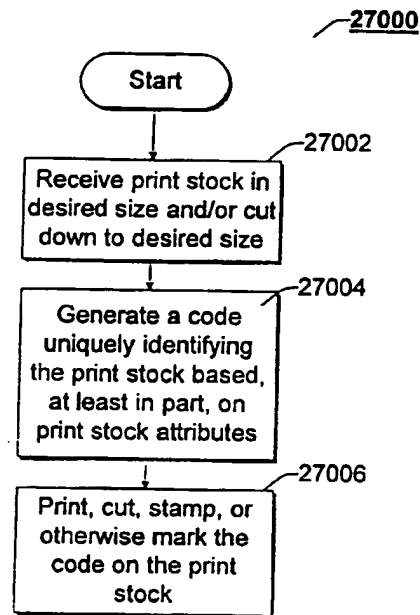 27000
Start
27002
Receive print stock in
desired size and/or cut
down to desired size
27004
Generate a code
uniquely identifying
the print stock based,
at least in part, on
print stock attributes
27006
Print, cut, stamp, or
otherwise mark the
code on the print
stock